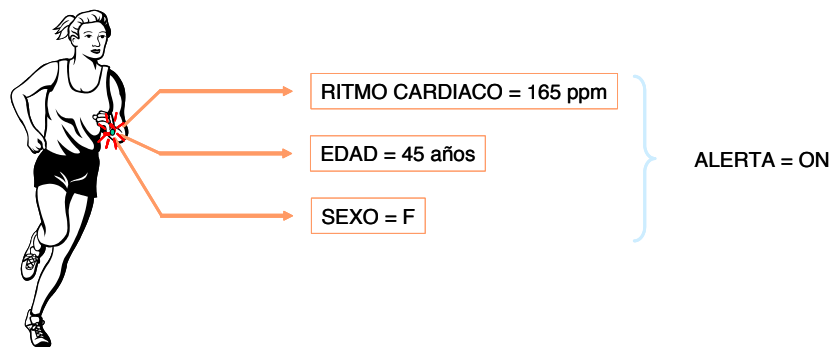 RITMO CARDIACO = 165 ppm
EDAD = 45 años
SEXO = F
ALERTA = ON